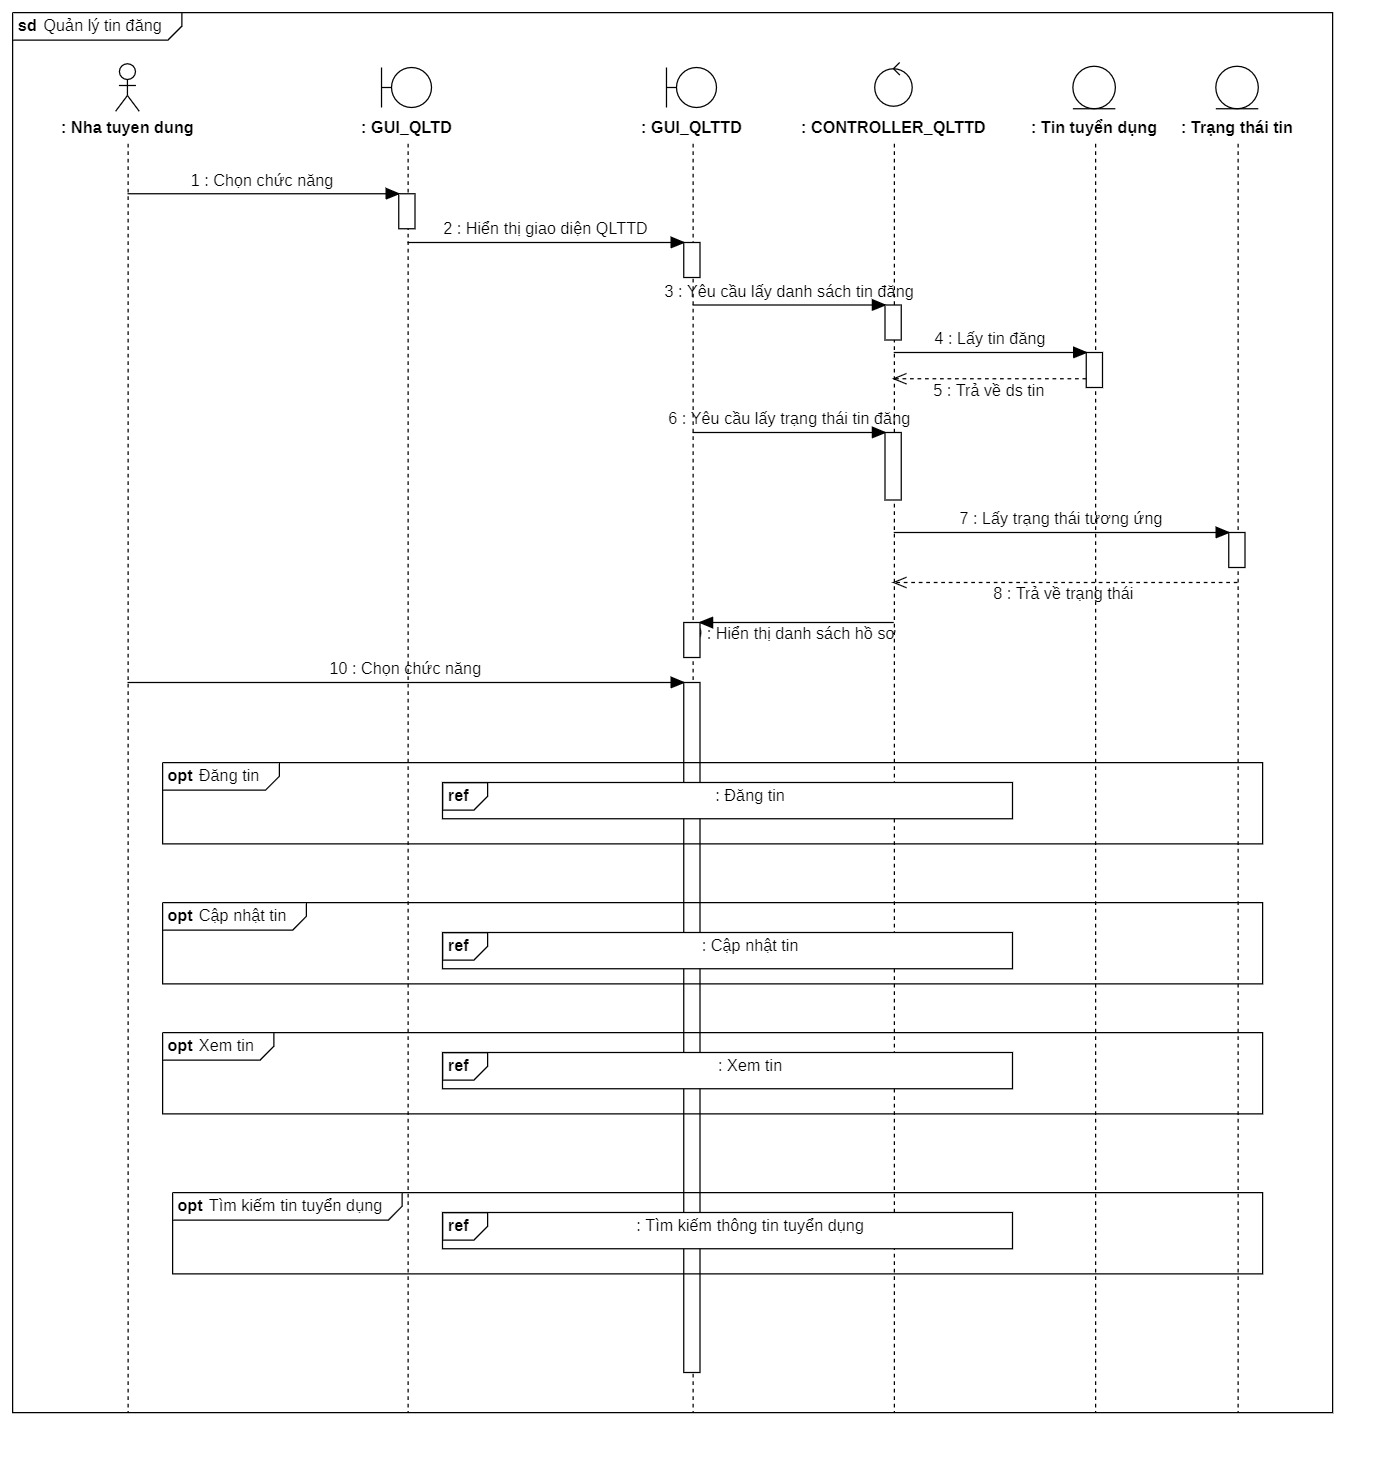 sd Quản lý tin đăng
: Nha tuyen dung
: GUI_QLTD
: GUI_QLTTD
: CONTROLLER_QLTTD
: Tin tuyển dụng
: Trạng thái tin
1 : Chọn chức năng
2 : Hiển thị giao diện QLTTD
3 : Yêu cầu lấy danh sách tin đăng
4 : Lấy tin đăng
5 : Trả về ds tin
6 : Yêu cầu lấy trạng thái tin đăng
7 : Lấy trạng thái tương ứng
8 : Trả về trạng thái
: Hiển thị danh sách hồ sơ
10 : Chọn chức năng
opt Đăng tin
ref : Đăng tin
opt Cập nhật tin
ref : Cập nhật tin
opt Xem tin
ref : Xem tin
opt Tìm kiếm tin tuyển dụng
ref : Tìm kiếm thông tin tuyển dụng